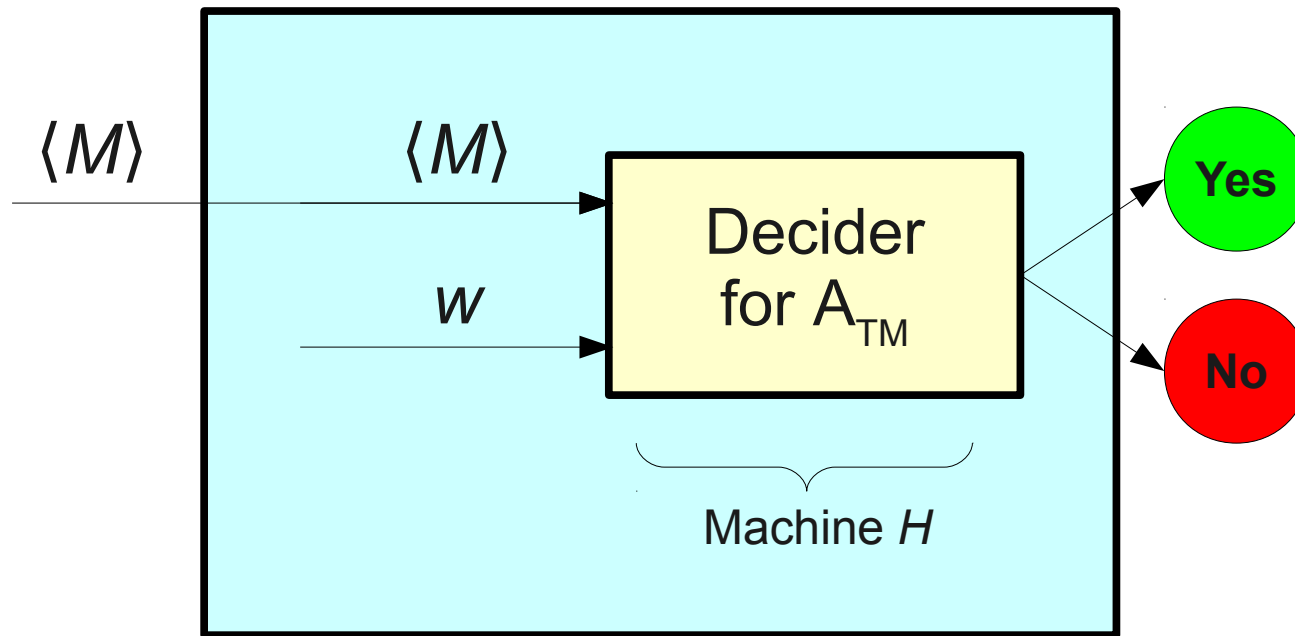 ⟨M⟩
⟨M⟩
w
Decider
for A_TM
Machine H
Yes
No